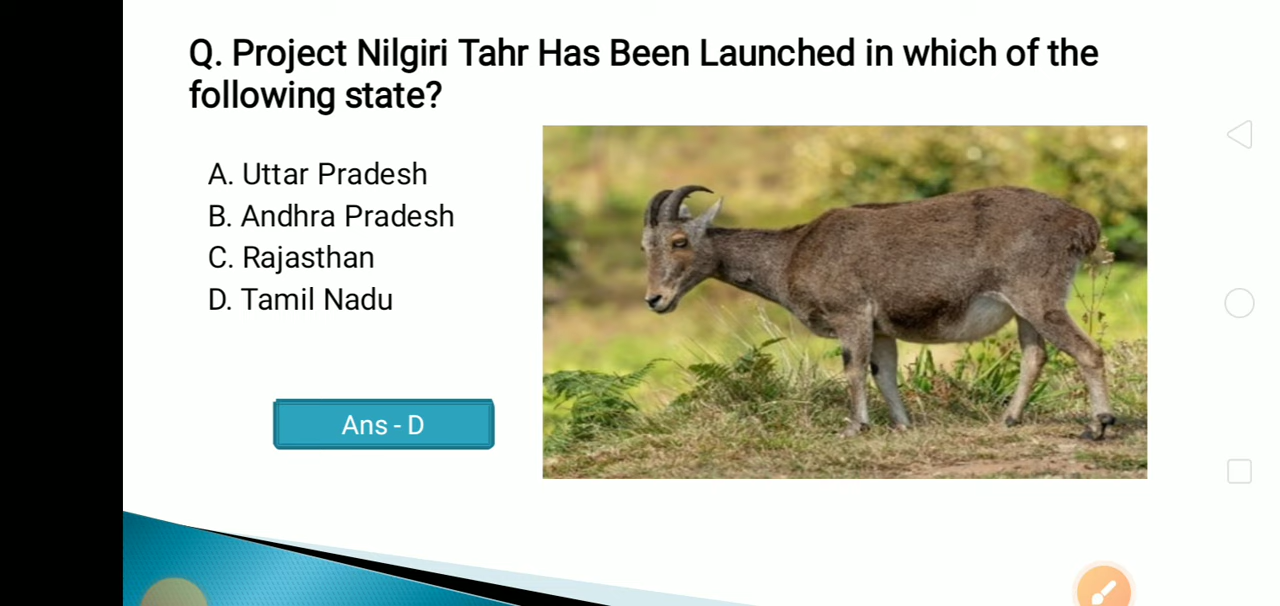 Q. Project Nilgiri Tahr Has Been Launched in which of the
following state?
A. Uttar Pradesh
B. Andhra Pradesh
C. Rajasthan
D. Tamil Nadu
Ans - D